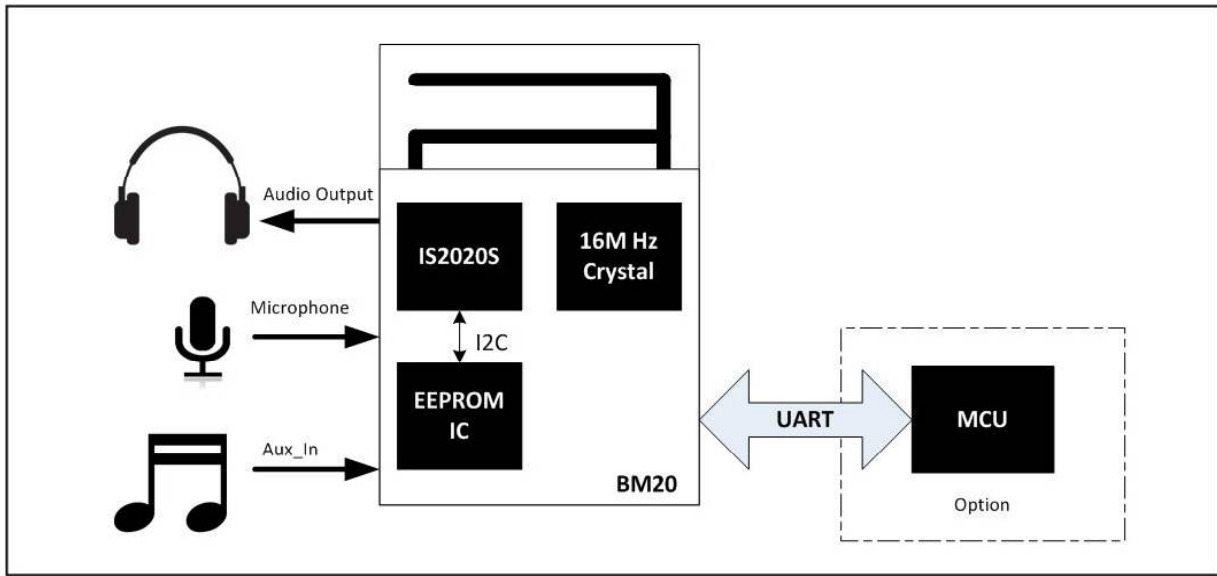 Audio Output
IS2020S
16M Hz
Crystal
Microphone
I2C
EEPROM
IC
UART
MCU
Aux_In
BM20
Option